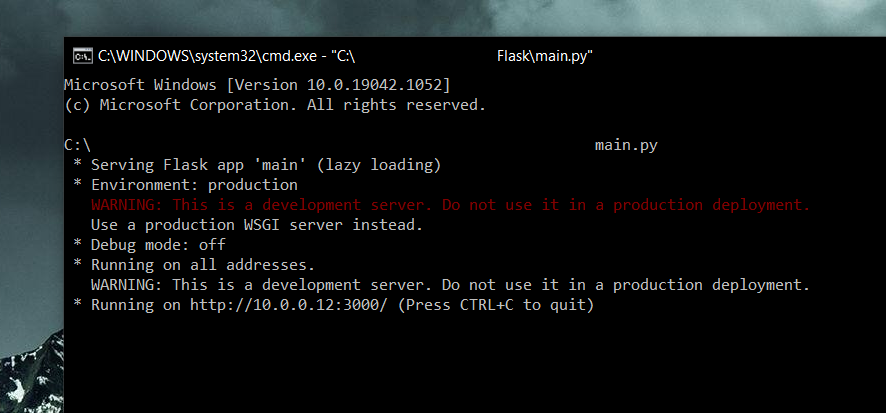 C:\WINDOWS\system32\cmd.exe - "C:\ Flask\main.py"
Microsoft Windows [Version 10.0.19042.1052]
(c) Microsoft Corporation. All rights reserved.
C:\ main.py
* Serving Flask app 'main' (lazy loading)
* Environment: production
WARNING: This is a development server. Do not use it in a production deployment.
Use a production WSGI server instead.
* Debug mode: off
* Running on all addresses.
WARNING: This is a development server. Do not use it in a production deployment.
* Running on http://10.0.0.12:3000/ (Press CTRL+C to quit)